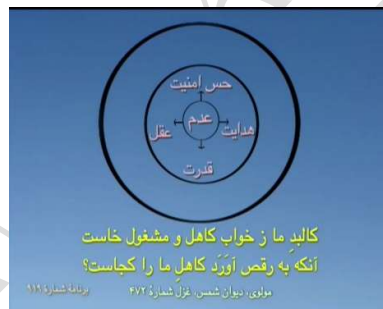 حس امنیت
عقل
عدم
هدایت
قدرت
کالبدِ ما ز خواب کاهل و مشغول خاست
آنکه به رقص آوَرَد کاهلِ ما را کجاست؟
مولوی، دیوان شمس، غزل شمارهٔ ۴۷۲
برنامهٔ شمارهٔ ۹۱۹